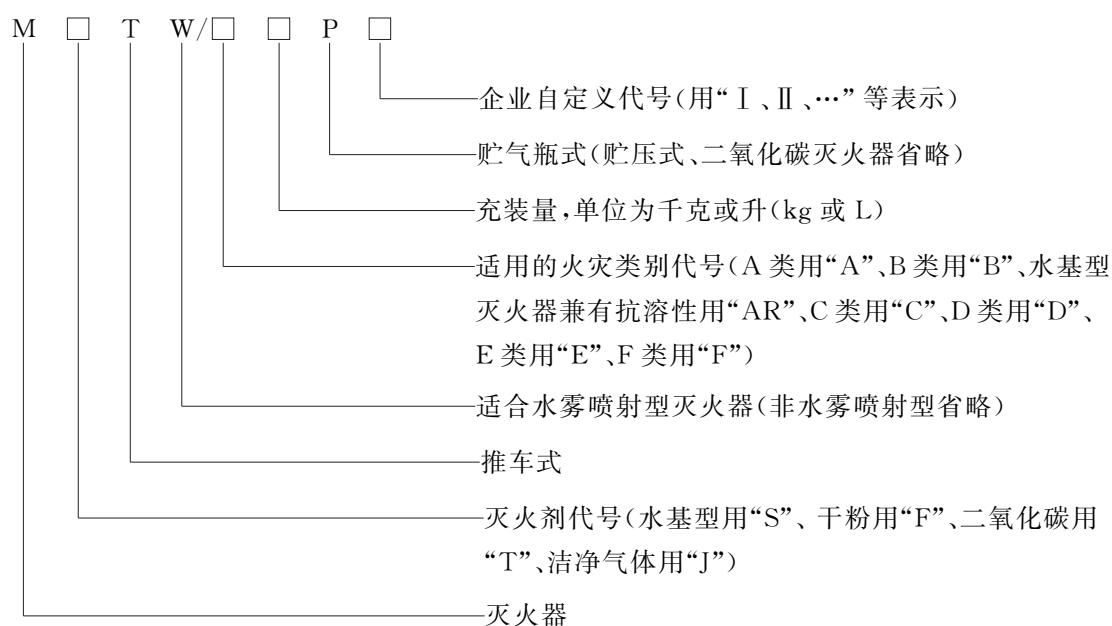 M □ T W/□ □ P □
企业自定义代号(用“Ⅰ、Ⅱ、…”等表示)
贮气瓶式(贮压式、二氧化碳灭火器省略)
充装量,单位为千克或升(kg 或 L)
适用的火灾类别代号(A 类用“A”、B 类用“B”、水基型
灭火器兼有抗溶性用“AR”、C 类用“C”、D 类用“D”、
E 类用“E”、F 类用“F”)
适合水雾喷射型灭火器(非水雾喷射型省略)
推车式
灭火剂代号(水基型用“S”、干粉用“F”、二氧化碳用
“T”、洁净气体用“J”)
灭火器